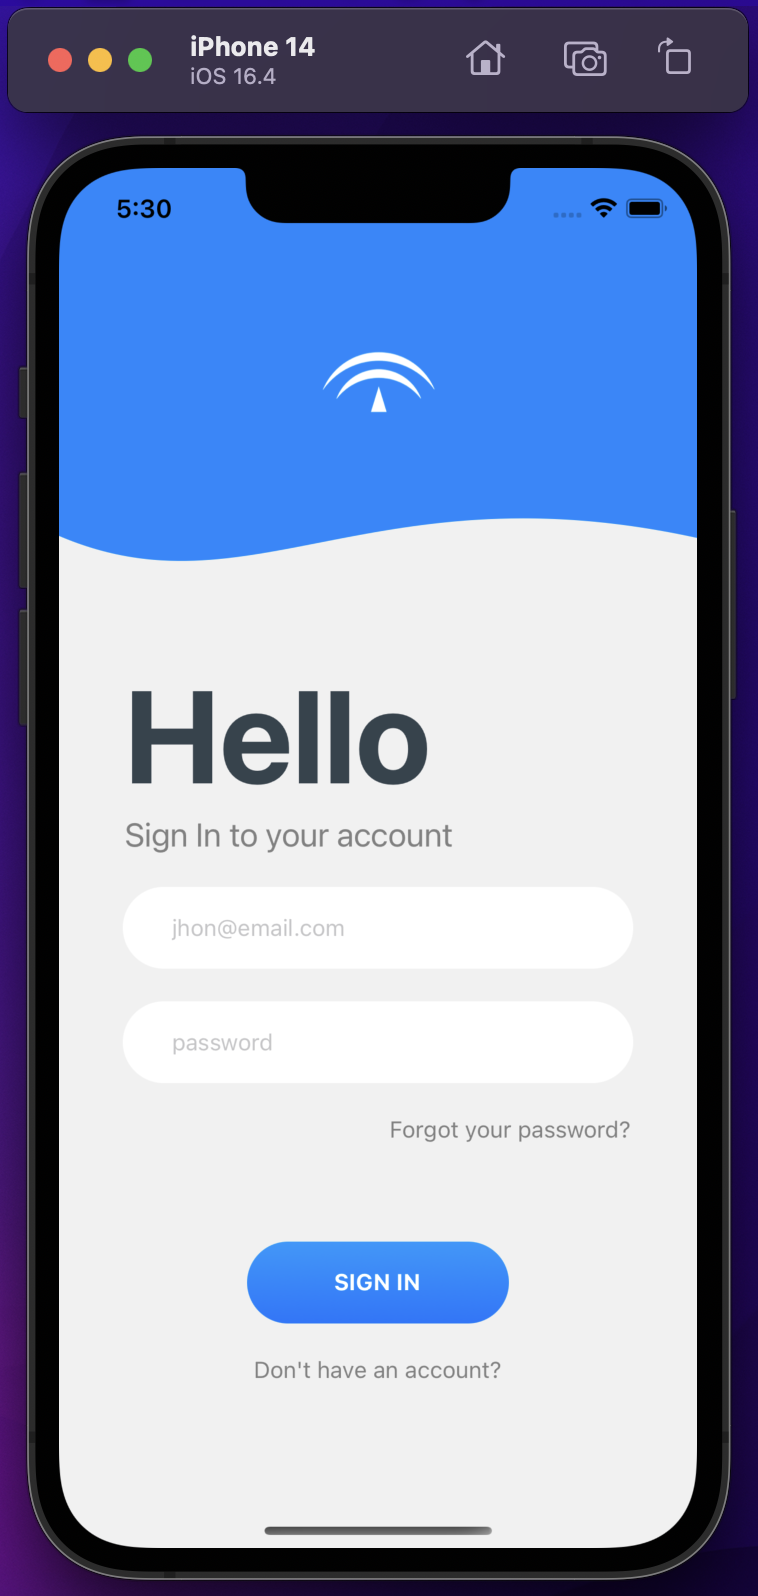 iPhone 14
iOS 16.4
5:30
Hello
Sign In to your account
jhon@email.com
password
Forgot your password?
SIGN IN
Don't have an account?